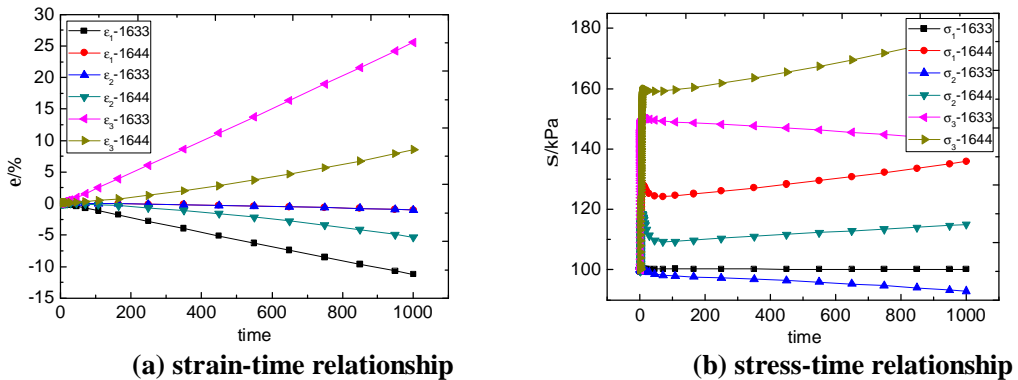 ε1-1633
ε1-1644
ε2-1633
ε2-1644
ε3-1633
ε3-1644
e/%
30
25
20
15
10
5
0
-5
-10
-15
0 200 400 600 800 1000
time
(a) strain-time relationship
σ1-1633
σ1-1644
σ2-1633
σ2-1644
σ3-1633
σ3-1644
s/kPa
180
160
140
120
100
0 200 400 600 800 1000
time
(b) stress-time relationship